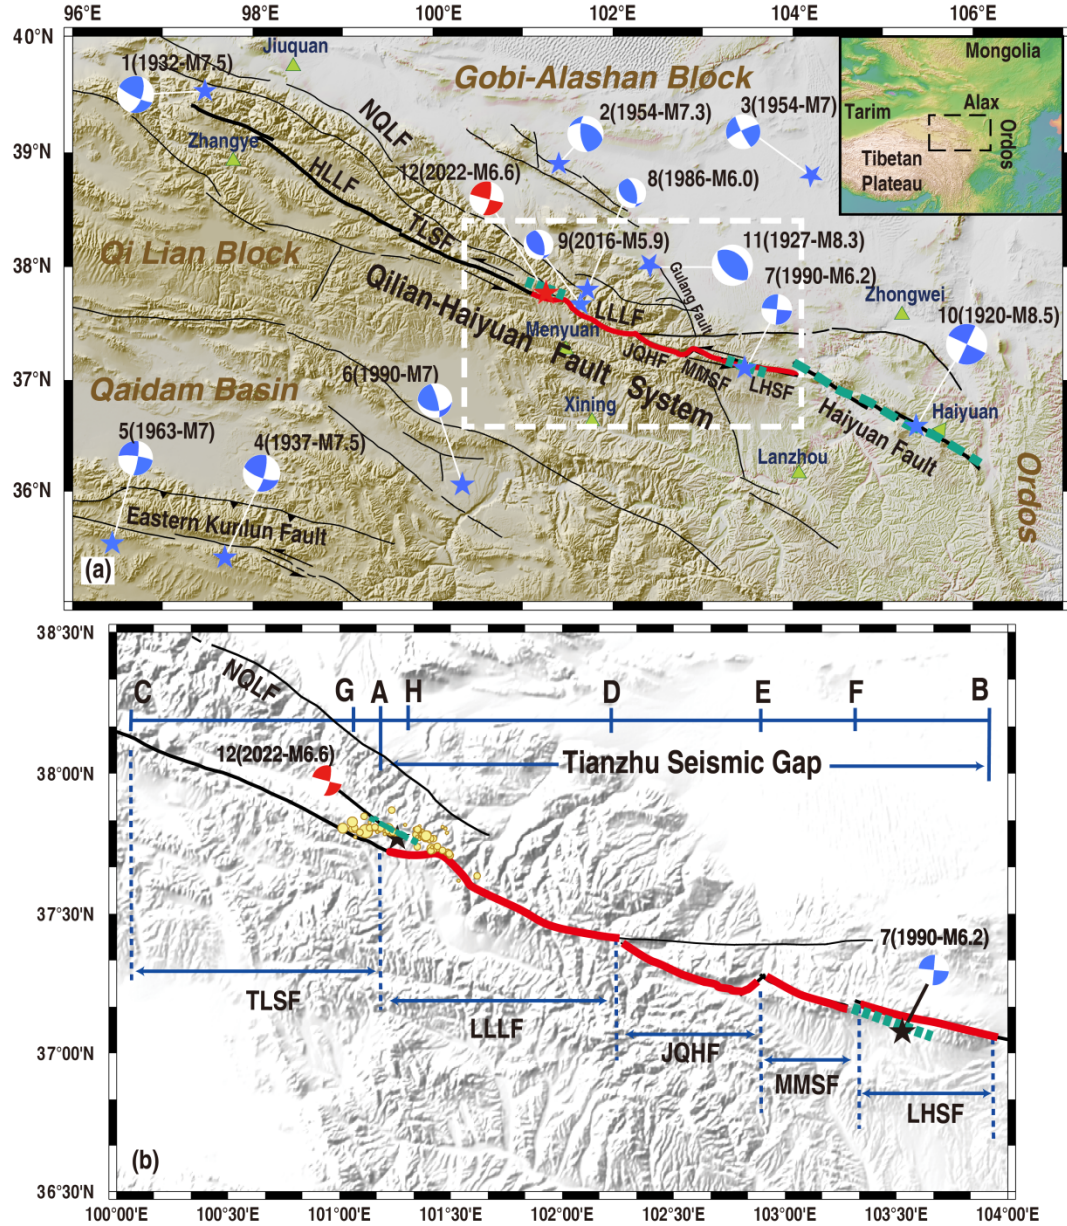 96°E 98°E 100°E 102°E 104°E 106°E
40°N
39°N
38°N
37°N
36°N
Jiuquan
1(1932-M7.5)
Gobi-Alashan Block
NQLF
2(1954-M7.3)
3(1954-M7)
Mongolia
Tarim
Alax
Ordos
Tibetan
Plateau
Zhangye
12(2022-M6.6)
8(1986-M6.0)
HLLF
TLSF
9(2016-M5.9)
11(1927-M8.3)
Qi Lian Block
7(1990-M6.2)
Gulang Fault
Zhongwei
10(1920-M8.5)
Qilian-Haiyuan Fault System
LLLF
Menyuan
JQHF
MMSF
LHSF
Qaidam Basin
6(1990-M7)
Xining
Haiyuan
Haiyuan Fault
5(1963-M7)
4(1937-M7.5)
Lanzhou
Ordos
Eastern Kunlun Fault
(a)
38°30'N
38°00'N
37°30'N
37°00'N
36°30'N
NQLF
C G A H D E F B
12(2022-M6.6)
Tianzhu Seismic Gap
7(1990-M6.2)
TLSF
LLLF
JQHF
MMSF
LHSF
(b)
100°00'E 100°30'E 101°00'E 101°30'E 102°00'E 102°30'E 103°00'E 103°30'E 104°00'E